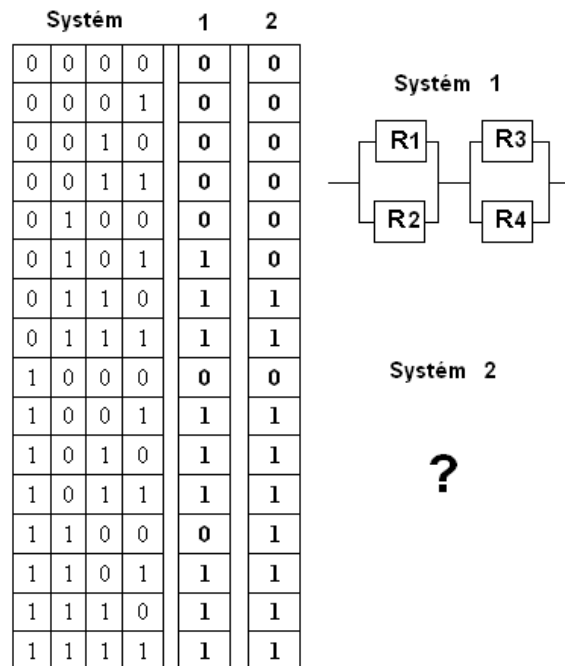 Systém 1 2
0 0 0 0 0 0
0 0 0 1 0 0
0 0 1 0 0 0
0 0 1 1 0 0
0 1 0 0 0 0
0 1 0 1 1 0
0 1 1 0 1 1
0 1 1 1 1 1
1 0 0 0 0 0
1 0 0 1 1 1
1 0 1 0 1 1
1 0 1 1 1 1
1 1 0 0 0 1
1 1 0 1 1 1
1 1 1 0 1 1
1 1 1 1 1 1
Systém 1
R1 R3
R2 R4
Systém 2
?